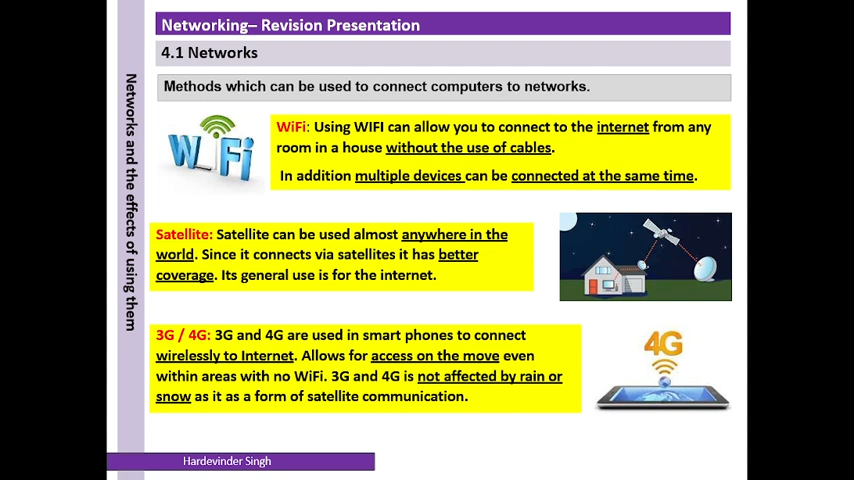 Networking– Revision Presentation
4.1 Networks
Methods which can be used to connect computers to networks.
Networks and the effects of using them
WiFi
WiFi: Using WIFI can allow you to connect to the internet from any
room in a house without the use of cables.
In addition multiple devices can be connected at the same time.
Satellite: Satellite can be used almost anywhere in the
world. Since it connects via satellites it has better
coverage. Its general use is for the internet.
3G / 4G: 3G and 4G are used in smart phones to connect
wirelessly to Internet. Allows for access on the move even
within areas with no WiFi. 3G and 4G is not affected by rain or
snow as it as a form of satellite communication.
4G
Hardevinder Singh